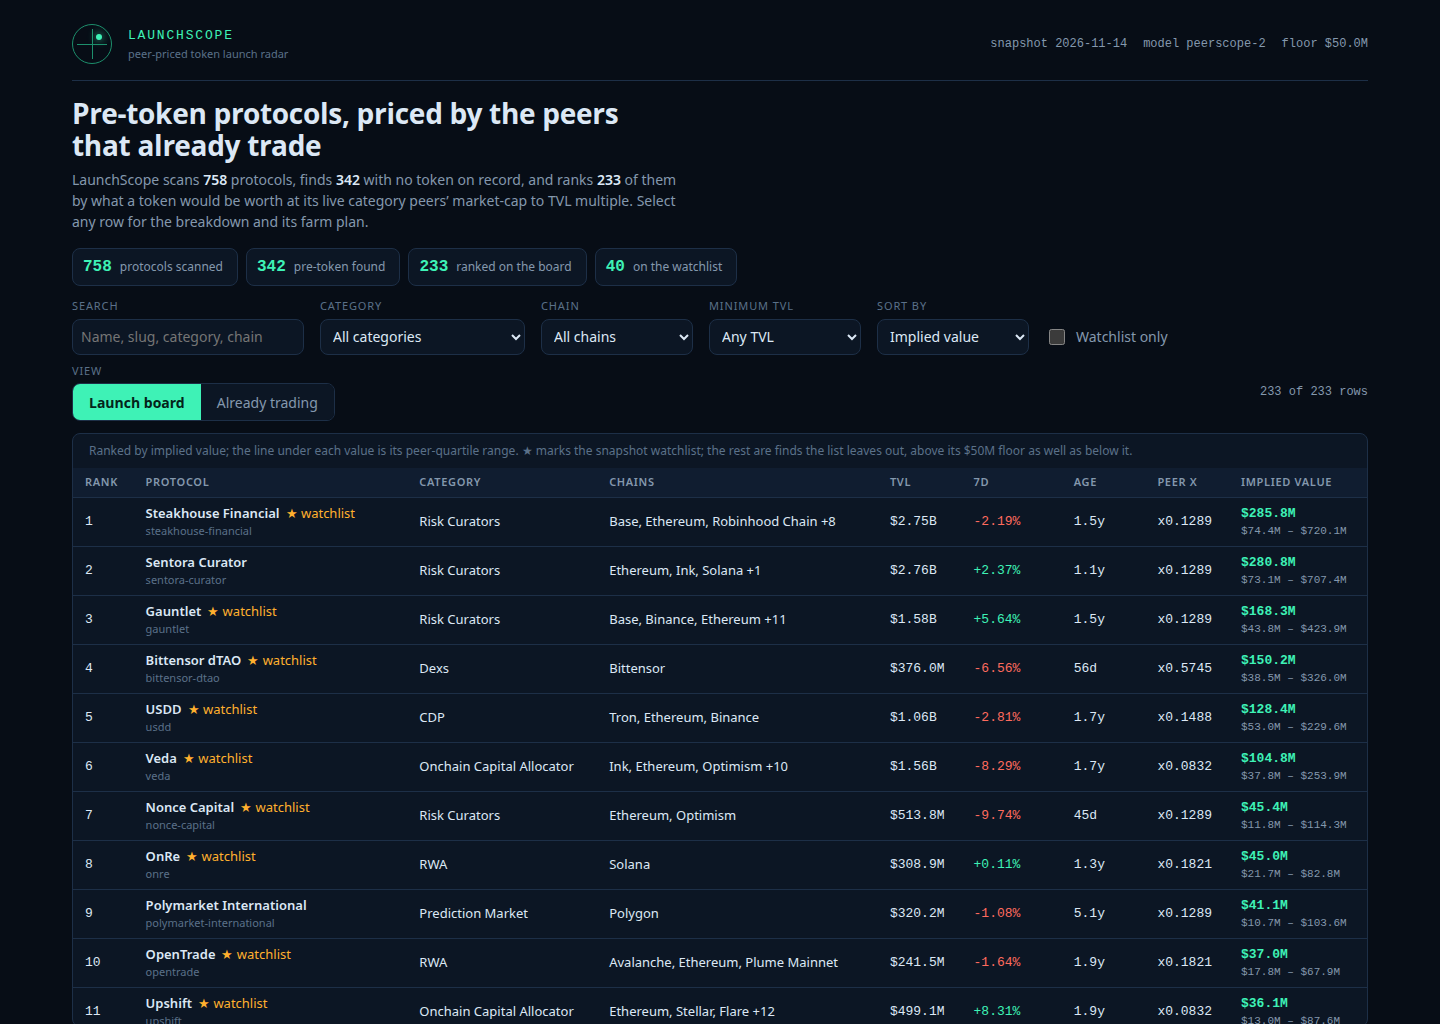 LAUNCHSCOPE
peer-priced token launch radar
snapshot 2026-11-14 model peerscope-2 floor $50.0M
Pre-token protocols, priced by the peers
that already trade
LaunchScope scans 758 protocols, finds 342 with no token on record, and ranks 233 of them
by what a token would be worth at its live category peers’ market-cap to TVL multiple. Select
any row for the breakdown and its farm plan.
758 protocols scanned 342 pre-token found 233 ranked on the board 40 on the watchlist
SEARCH CATEGORY CHAIN MINIMUM TVL SORT BY
Name, slug, category, chain All categories All chains Any TVL Implied value Watchlist only
VIEW
Launch board Already trading 233 of 233 rows
Ranked by implied value; the line under each value is its peer-quartile range. ★ marks the snapshot watchlist; the rest are finds the list leaves out, above its $50M floor as well as below it.
RANK PROTOCOL CATEGORY CHAINS TVL 7D AGE PEER X IMPLIED VALUE
1 Steakhouse Financial ★ watchlist Risk Curators Base, Ethereum, Robinhood Chain +8 $2.75B -2.19% 1.5y x0.1289 $285.8M
steakhouse-financial $74.4M – $720.1M
2 Sentora Curator Risk Curators Ethereum, Ink, Solana +1 $2.76B +2.37% 1.1y x0.1289 $280.8M
sentora-curator $73.1M – $707.4M
3 Gauntlet ★ watchlist Risk Curators Base, Binance, Ethereum +11 $1.58B +5.64% 1.5y x0.1289 $168.3M
gauntlet $43.8M – $423.9M
4 Bittensor dTAO ★ watchlist Dexs Bittensor $376.0M -6.56% 56d x0.5745 $150.2M
bittensor-dtao $38.5M – $326.0M
5 USDD ★ watchlist CDP Tron, Ethereum, Binance $1.06B -2.81% 1.7y x0.1488 $128.4M
usdd $53.0M – $229.6M
6 Veda ★ watchlist Onchain Capital Allocator Ink, Ethereum, Optimism +10 $1.56B -8.29% 1.7y x0.0832 $104.8M
veda $37.8M – $253.9M
7 Nonce Capital ★ watchlist Risk Curators Ethereum, Optimism $513.8M -9.74% 45d x0.1289 $45.4M
nonce-capital $11.8M – $114.3M
8 OnRe ★ watchlist RWA Solana $308.9M +0.11% 1.3y x0.1821 $45.0M
onre $21.7M – $82.8M
9 Polymarket International Prediction Market Polygon $320.2M -1.08% 5.1y x0.1289 $41.1M
polymarket-international $10.7M – $103.6M
10 OpenTrade ★ watchlist RWA Avalanche, Ethereum, Plume Mainnet $241.5M -1.64% 1.9y x0.1821 $37.0M
opentrade $17.8M – $67.9M
11 Upshift ★ watchlist Onchain Capital Allocator Ethereum, Stellar, Flare +12 $499.1M +8.31% 1.9y x0.0832 $36.1M
upshift $13.0M – $87.6M